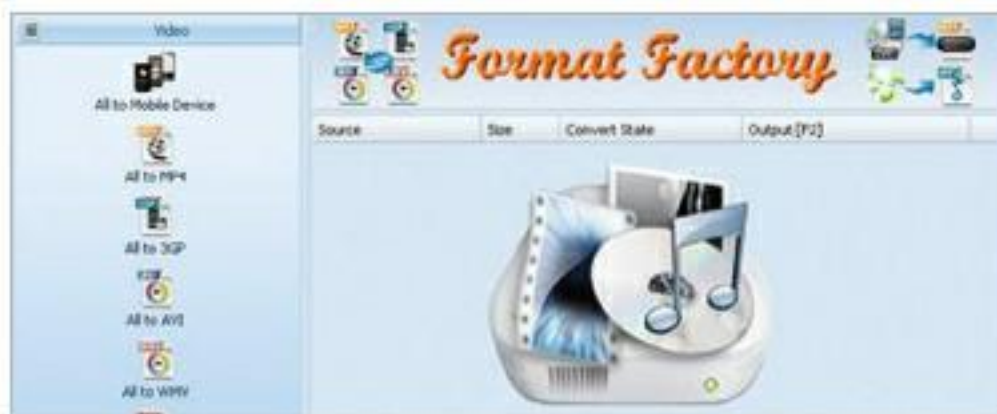 Video
All to Mobile Device
All to MP4
All to 3GP
All to AVI
All to WMV
Format Factory
Source Size Convert State Output [F2]